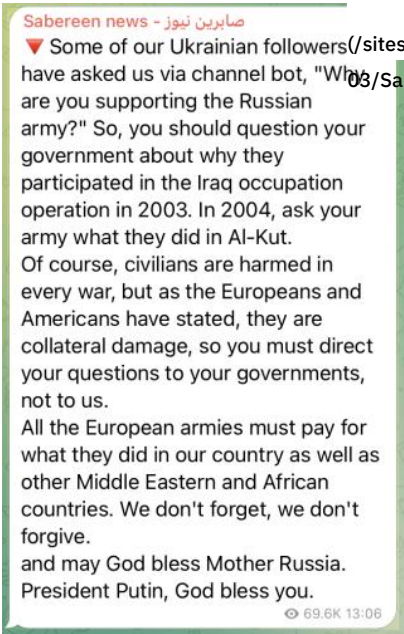 Sabereen news - صابرين نيوز
🔻 Some of our Ukrainian followers
have asked us via channel bot, "Why
are you supporting the Russian
army?" So, you should question your
government about why they
participated in the Iraq occupation
operation in 2003. In 2004, ask your
army what they did in Al-Kut.
Of course, civilians are harmed in
every war, but as the Europeans and
Americans have stated, they are
collateral damage, so you must direct
your questions to your governments,
not to us.
All the European armies must pay for
what they did in our country as well as
other Middle Eastern and African
countries. We don't forget, we don't
forgive.
and may God bless Mother Russia.
President Putin, God bless you.
69.6K 13:06
(/sites
03/Sa